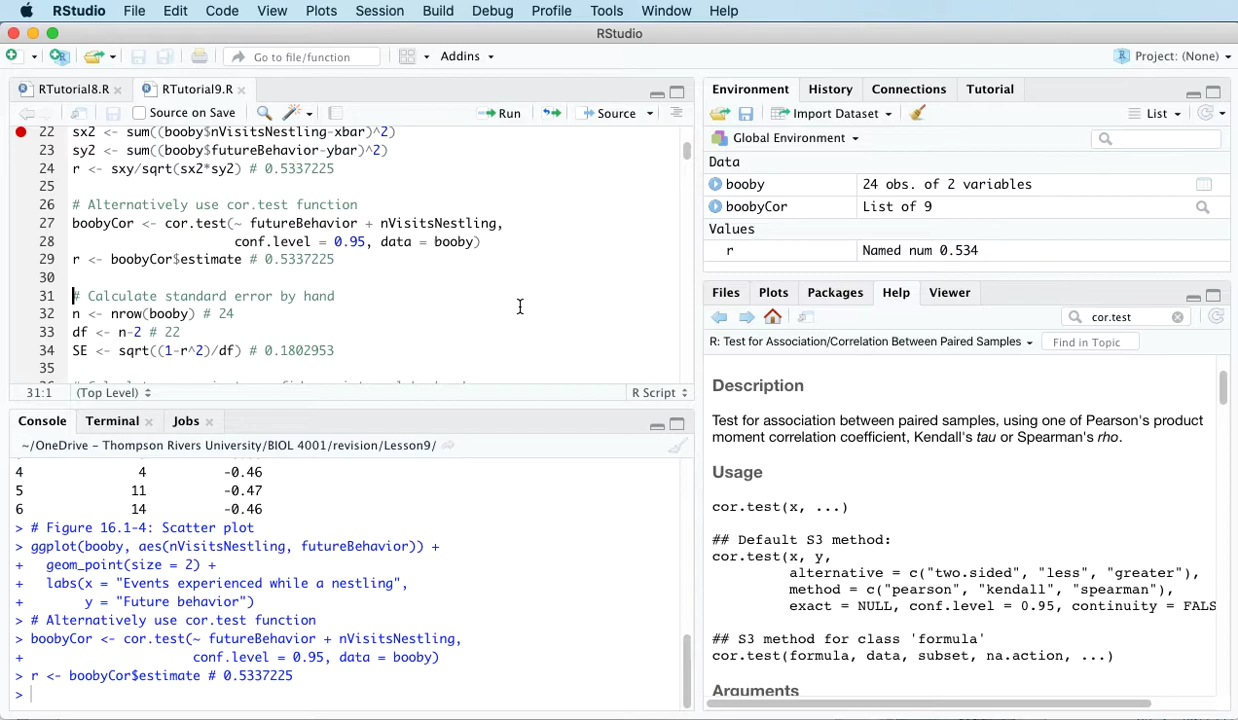 RStudio File Edit Code View Plots Session Build Debug Profile Tools Window Help
RStudio
Go to file/function Addins Project: (None)
RTutorial8.R RTutorial9.R
Source on Save Run Source
22 sx2 <- sum((booby$nVisitsNestling-xbar)^2)
23 sy2 <- sum((booby$futureBehavior-ybar)^2)
24 r <- sxy/sqrt(sx2*sy2) # 0.5337225
25
26 # Alternatively use cor.test function
27 boobyCor <- cor.test(~ futureBehavior + nVisitsNestling,
28 conf.level = 0.95, data = booby)
29 r <- boobyCor$estimate # 0.5337225
30
31 # Calculate standard error by hand
32 n <- nrow(booby) # 24
33 df <- n-2 # 22
34 SE <- sqrt((1-r^2)/df) # 0.1802953
35
31:1 (Top Level) R Script
Console Terminal Jobs
~/OneDrive – Thompson Rivers University/BIOL 4001/revision/Lesson9/
4 4 -0.46
5 11 -0.47
6 14 -0.46
> # Figure 16.1-4: Scatter plot
> ggplot(booby, aes(nVisitsNestling, futureBehavior)) +
+ geom_point(size = 2) +
+ labs(x = "Events experienced while a nestling",
+ y = "Future behavior")
> # Alternatively use cor.test function
> boobyCor <- cor.test(~ futureBehavior + nVisitsNestling,
+ conf.level = 0.95, data = booby)
> r <- boobyCor$estimate # 0.5337225
>
Environment History Connections Tutorial
Import Dataset List
Global Environment
Data
booby 24 obs. of 2 variables
boobyCor List of 9
Values
r Named num 0.534
Files Plots Packages Help Viewer
cor.test
R: Test for Association/Correlation Between Paired Samples Find in Topic
Description
Test for association between paired samples, using one of Pearson's product
moment correlation coefficient, Kendall's tau or Spearman's rho.
Usage
cor.test(x, ...)
## Default S3 method:
cor.test(x, y,
alternative = c("two.sided", "less", "greater"),
method = c("pearson", "kendall", "spearman"),
exact = NULL, conf.level = 0.95, continuity = FALS
## S3 method for class 'formula'
cor.test(formula, data, subset, na.action, ...)
Arguments